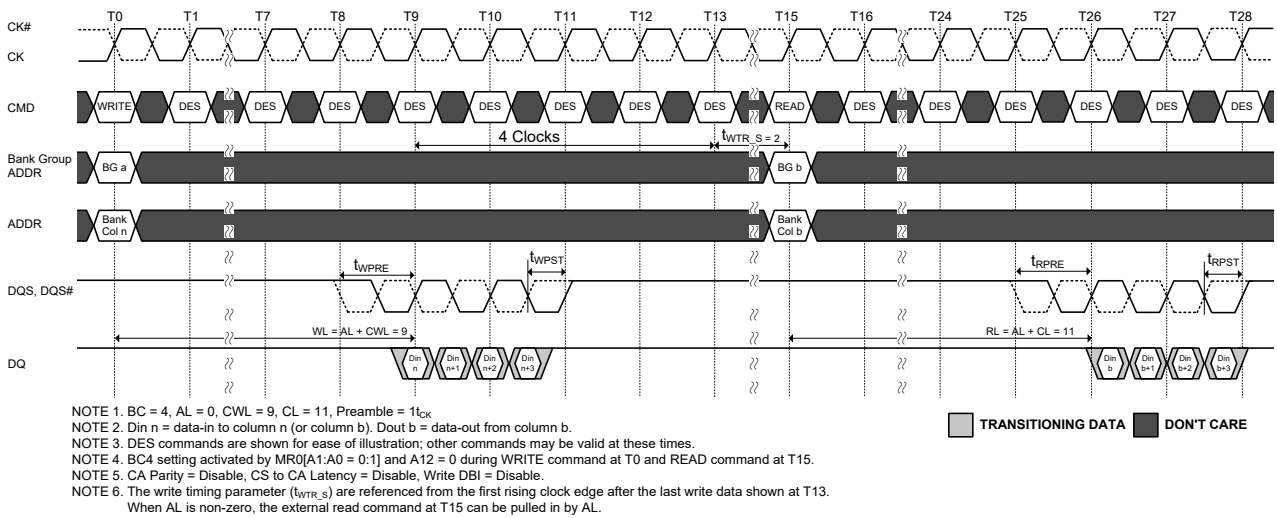 T0 T1 T7 T8 T9 T10 T11 T12 T13 T15 T16 T24 T25 T26 T27 T28
CK#
CK
CMD WRITE DES DES DES DES DES DES DES DES READ DES DES DES DES DES DES
4 Clocks tWTR_S = 2
Bank Group
ADDR
BG a BG b
ADDR
Bank
Col n
Bank
Col b
tWPRE tWPST tRPRE tRPST
DQS, DQS#
WL = AL + CWL = 9 RL = AL + CL = 11
DQ
Din
n
Din
n+1
Din
n+2
Din
n+3
Din
b
Din
b+1
Din
b+2
Din
b+3
NOTE 1. BC = 4, AL = 0, CWL = 9, CL = 11, Preamble = 1tCK
NOTE 2. Din n = data-in to column n (or column b). Dout b = data-out from column b.
NOTE 3. DES commands are shown for ease of illustration; other commands may be valid at these times.
NOTE 4. BC4 setting activated by MR0[A1:A0 = 0:1] and A12 = 0 during WRITE command at T0 and READ command at T15.
NOTE 5. CA Parity = Disable, CS to CA Latency = Disable, Write DBI = Disable.
NOTE 6. The write timing parameter (tWTR_S) are referenced from the first rising clock edge after the last write data shown at T13.
When AL is non-zero, the external read command at T15 can be pulled in by AL.
TRANSITIONING DATA DON'T CARE